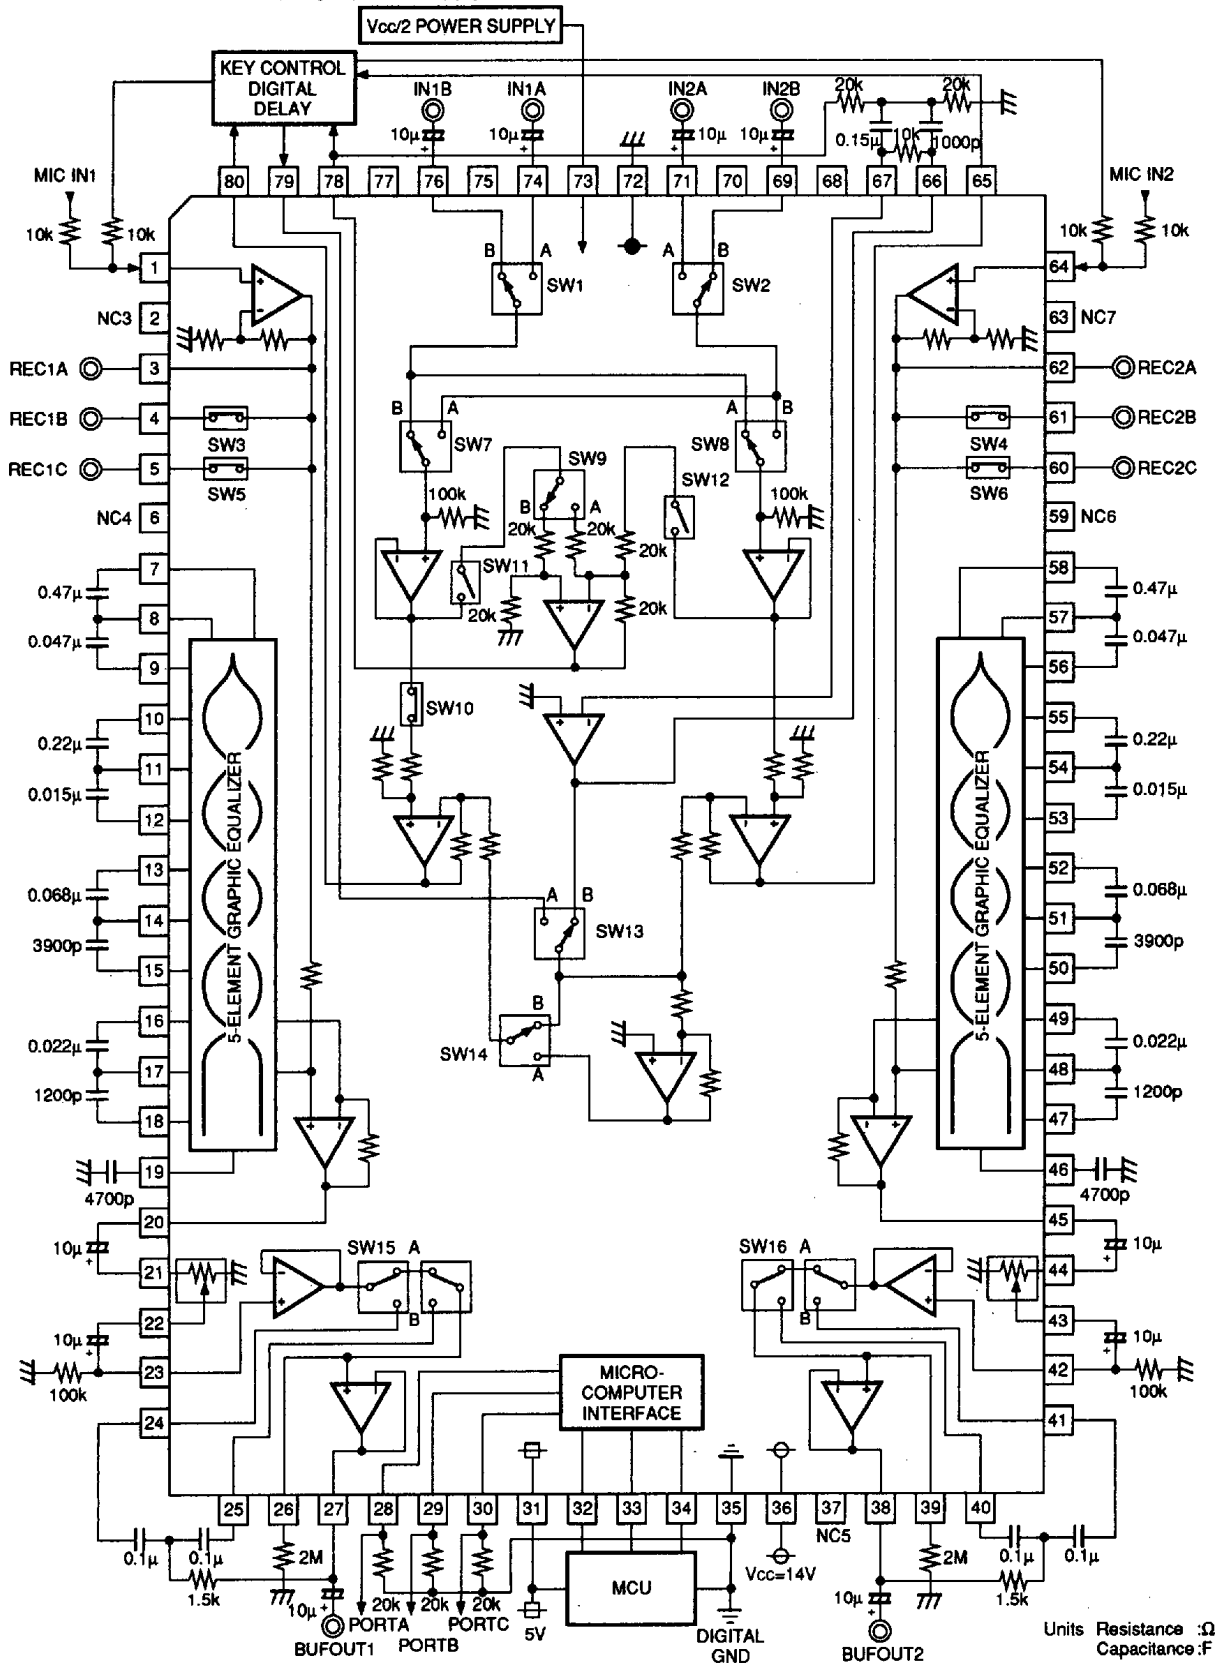 Vcc/2 POWER SUPPLY
KEY CONTROL
DIGITAL
DELAY
IN1B
IN1A
IN2A
IN2B
20k
20k
10μ
10μ
10μ
10μ
+
+
+
+
0.15μ
10k
1000p
MIC IN1
MIC IN2
80
79
78
77
76
75
74
73
72
71
70
69
68
67
66
65
10k
10k
10k
10k
1
64
B
A
A
B
SW1
SW2
+
-
+
-
NC3
2
63
NC7
REC1A
3
62
REC2A
B
A
A
B
REC1B
4
SW3
SW7
SW8
SW4
61
REC2B
REC1C
5
SW5
SW9
SW12
SW6
60
REC2C
100k
B
A
100k
NC4
6
59
NC6
20k
20k
20k
-
+
-
+
SW11
7
58
0.47μ
0.47μ
8
20k
+
-
20k
57
0.047μ
0.047μ
9
56
10
SW10
+
-
55
0.22μ
0.22μ
11
54
0.015μ
0.015μ
12
+
-
-
+
53
5-ELEMENT GRAPHIC EQUALIZER
5-ELEMENT GRAPHIC EQUALIZER
13
52
0.068μ
A
B
0.068μ
14
SW13
51
3900p
3900p
15
50
16
B
49
0.022μ
SW14
+
-
0.022μ
17
A
48
1200p
1200p
18
+
-
-
+
47
19
46
4700p
4700p
20
45
10μ
+
SW15
A
SW16
A
10μ
+
21
-
+
-
+
44
22
B
B
43
10μ
+
10μ
+
23
42
100k
100k
+
-
MICRO-
COMPUTER
INTERFACE
-
+
24
41
25
26
27
28
29
30
31
32
33
34
35
36
37
38
39
40
NC5
0.1μ
0.1μ
2M
2M
0.1μ
0.1μ
1.5k
MCU
Vcc=14V
1.5k
10μ
+
PORTA
20k
PORTB
20k
PORTC
20k
5V
DIGITAL
GND
10μ
+
BUFOUT1
BUFOUT2
Units Resistance :Ω
Capacitance:F